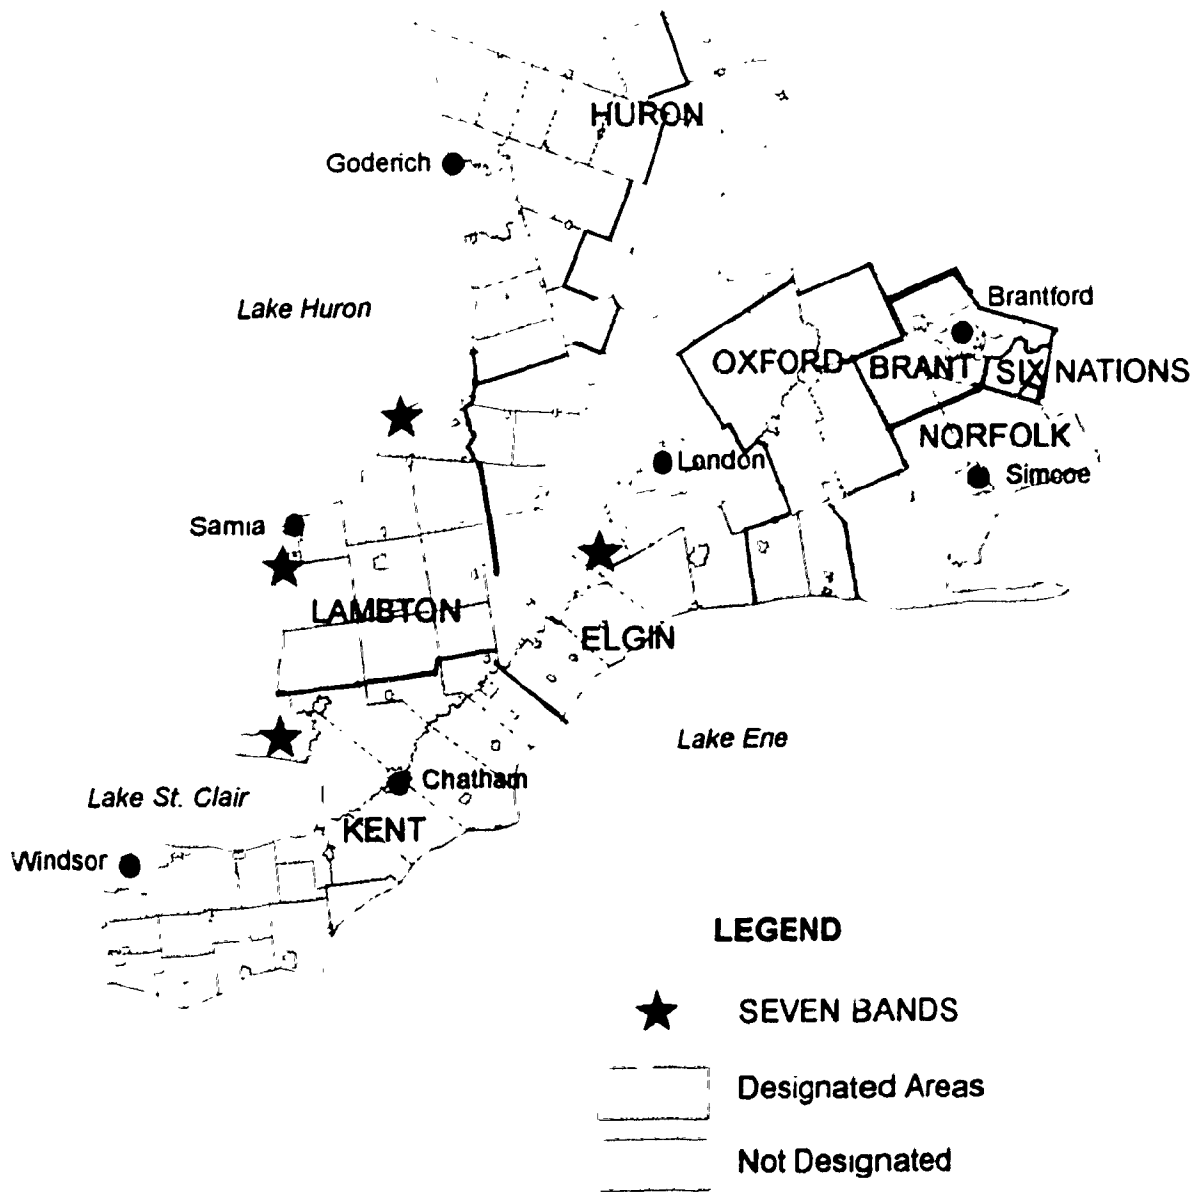 HURON
Goderich
Lake Huron
Brantford
OXFORD
BRANT
SIX NATIONS
NORFOLK
London
Simcoe
Samia
LAMBTON
ELGIN
Lake Ene
Chatham
Lake St. Clair
KENT
Windsor
LEGEND
SEVEN BANDS
Designated Areas
Not Designated